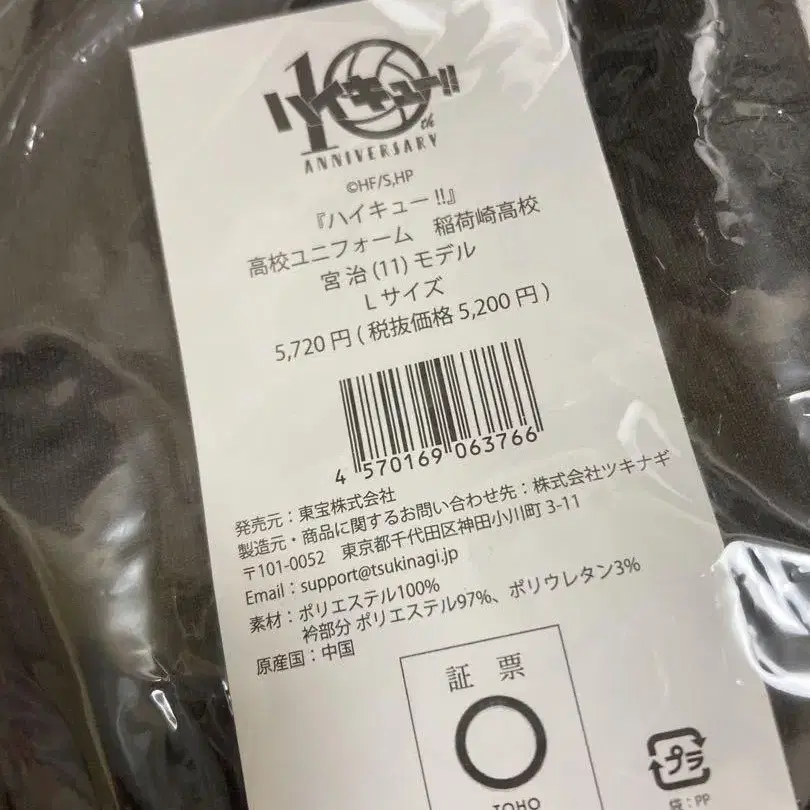 10th
ハイキュー!!
ANNIVERSARY
©HF/S,HP
『ハイキュー!!』
高校ユニフォーム 稲荷崎高校
宮 治 (11) モデル
L サイズ
5,720 円 ( 税抜価格 5,200 円 )
4 570169 063766
発売元：東宝株式会社
製造元・商品に関するお問い合わせ先：株式会社ツキナギ
〒101-0052 東京都千代田区神田小川町 3-11
Email：support@tsukinagi.jp
素材：ポリエステル100%
衿部分 ポリエステル97%、ポリウレタン3%
原産国：中国
証 票
TOHO
プラ
袋：PP